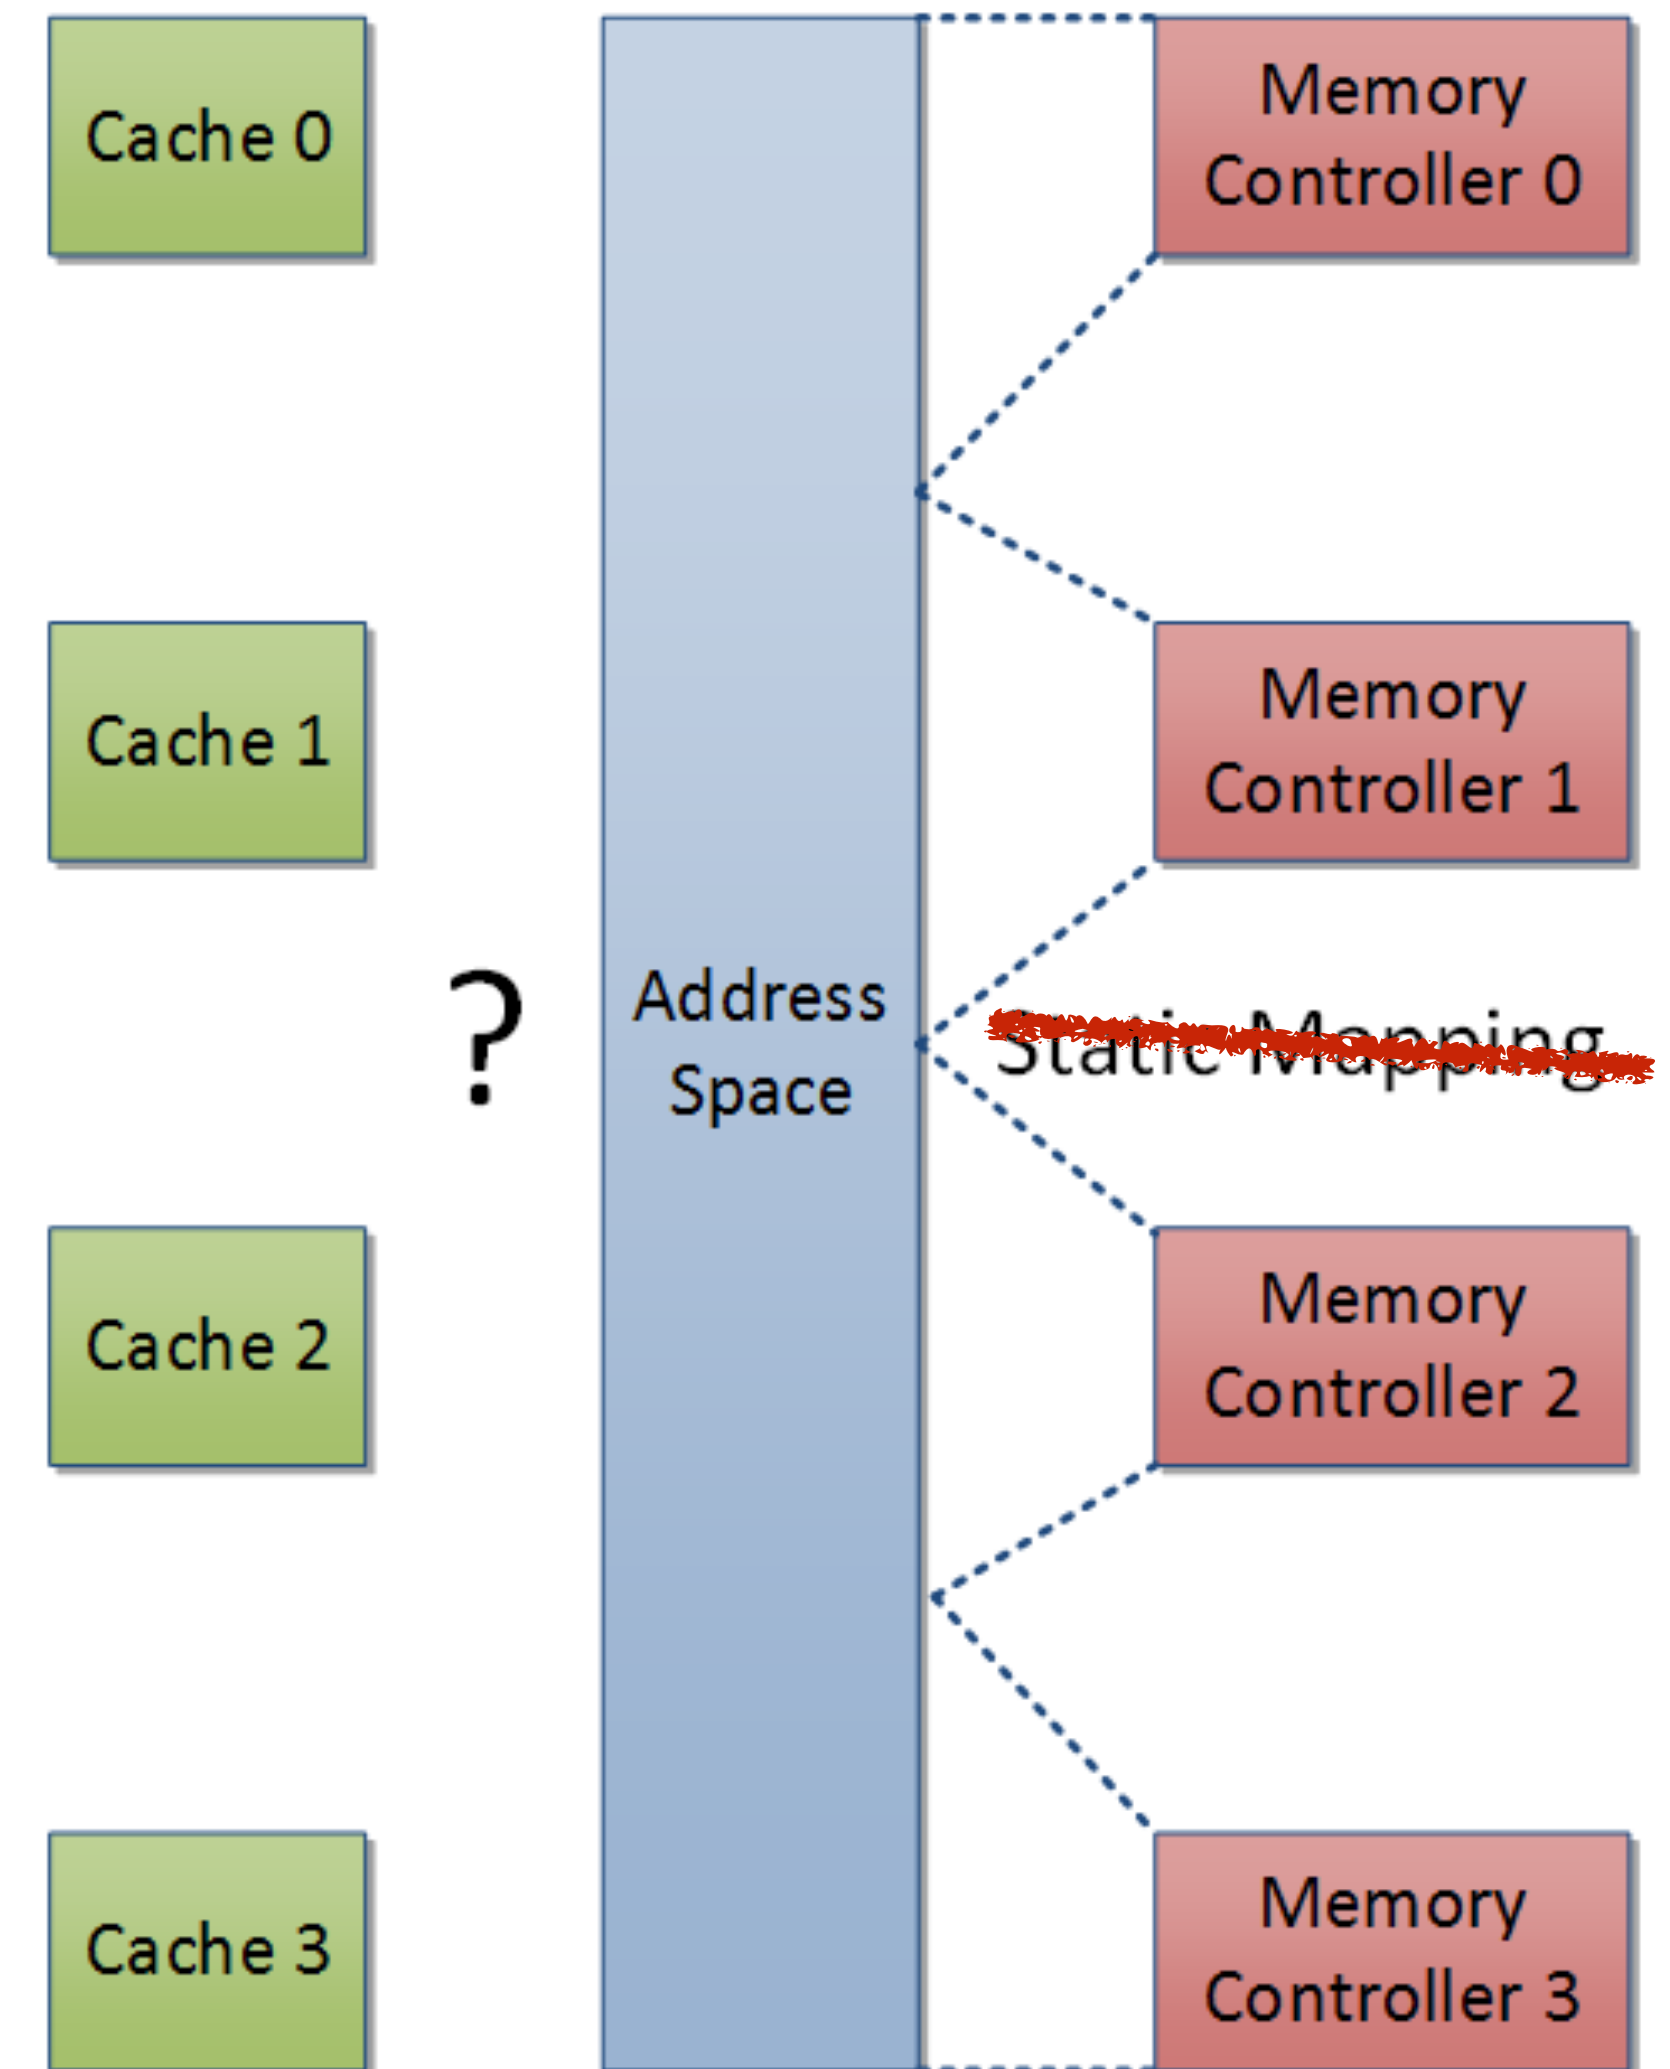 Cache 0
Memory
Controller 0
Cache 1
Memory
Controller 1
?
Address
Space
Static Mapping
Cache 2
Memory
Controller 2
Cache 3
Memory
Controller 3